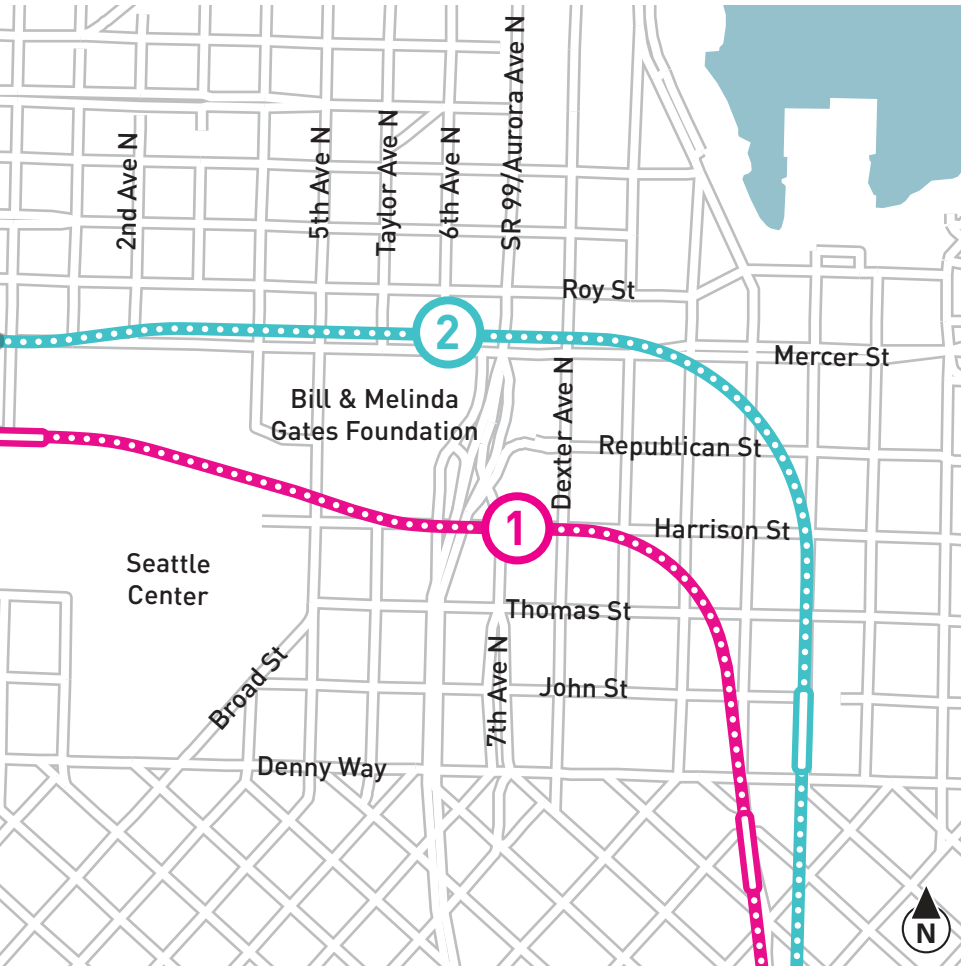 SR 99/Aurora Ave N
Taylor Ave N
2nd Ave N
5th Ave N
6th Ave N
Roy St
2
Mercer St
Bill & Melinda
Gates Foundation
Dexter Ave N
Republican St
1
Harrison St
Seattle
Center
Thomas St
Broad St
7th Ave N
John St
Denny Way
N